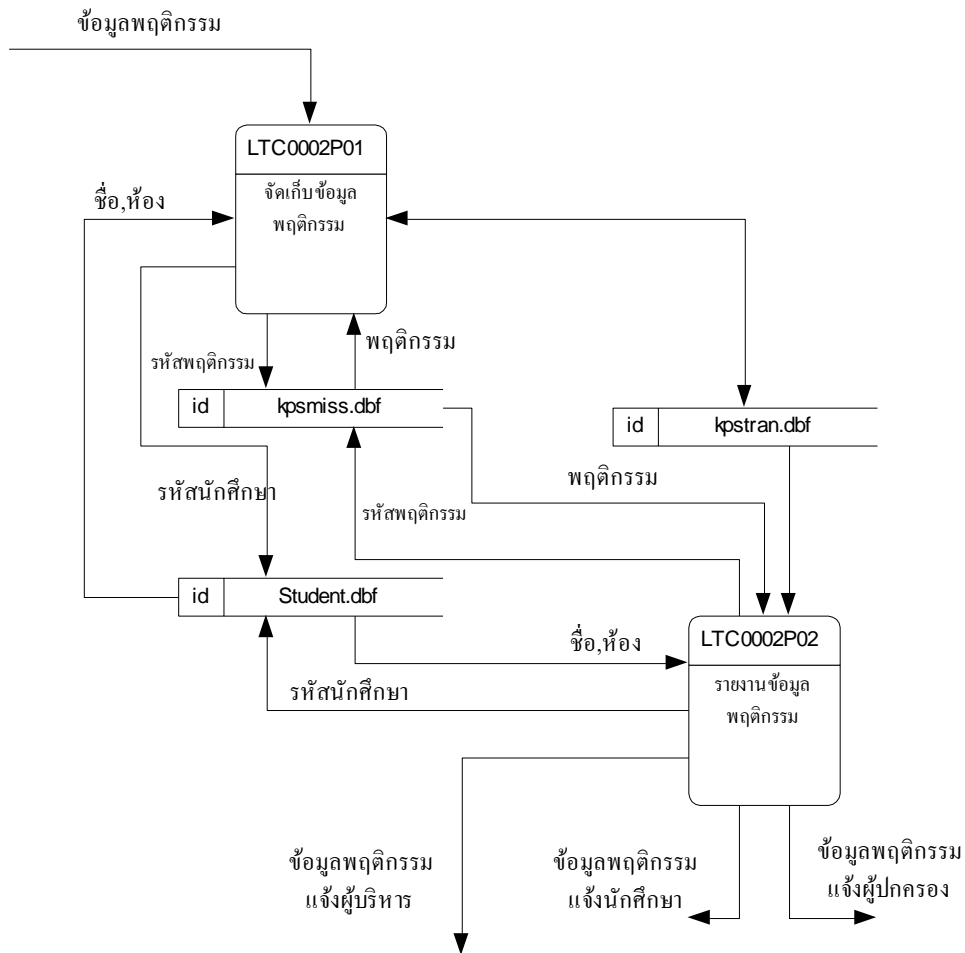 ข้อมูลพฤติกรรม
LTC0002P01
จัดเก็บข้อมูล
พฤติกรรม
ชื่อ,ห้อง
พฤติกรรม
รหัสพฤติกรรม
id kpsmiss.dbf
id kpstran.dbf
พฤติกรรม
รหัสนักศึกษา
รหัสพฤติกรรม
id Student.dbf
ชื่อ,ห้อง
LTC0002P02
รายงานข้อมูล
พฤติกรรม
รหัสนักศึกษา
ข้อมูลพฤติกรรม
แจ้งผู้บริหาร
ข้อมูลพฤติกรรม
แจ้งนักศึกษา
ข้อมูลพฤติกรรม
แจ้งผู้ปกครอง